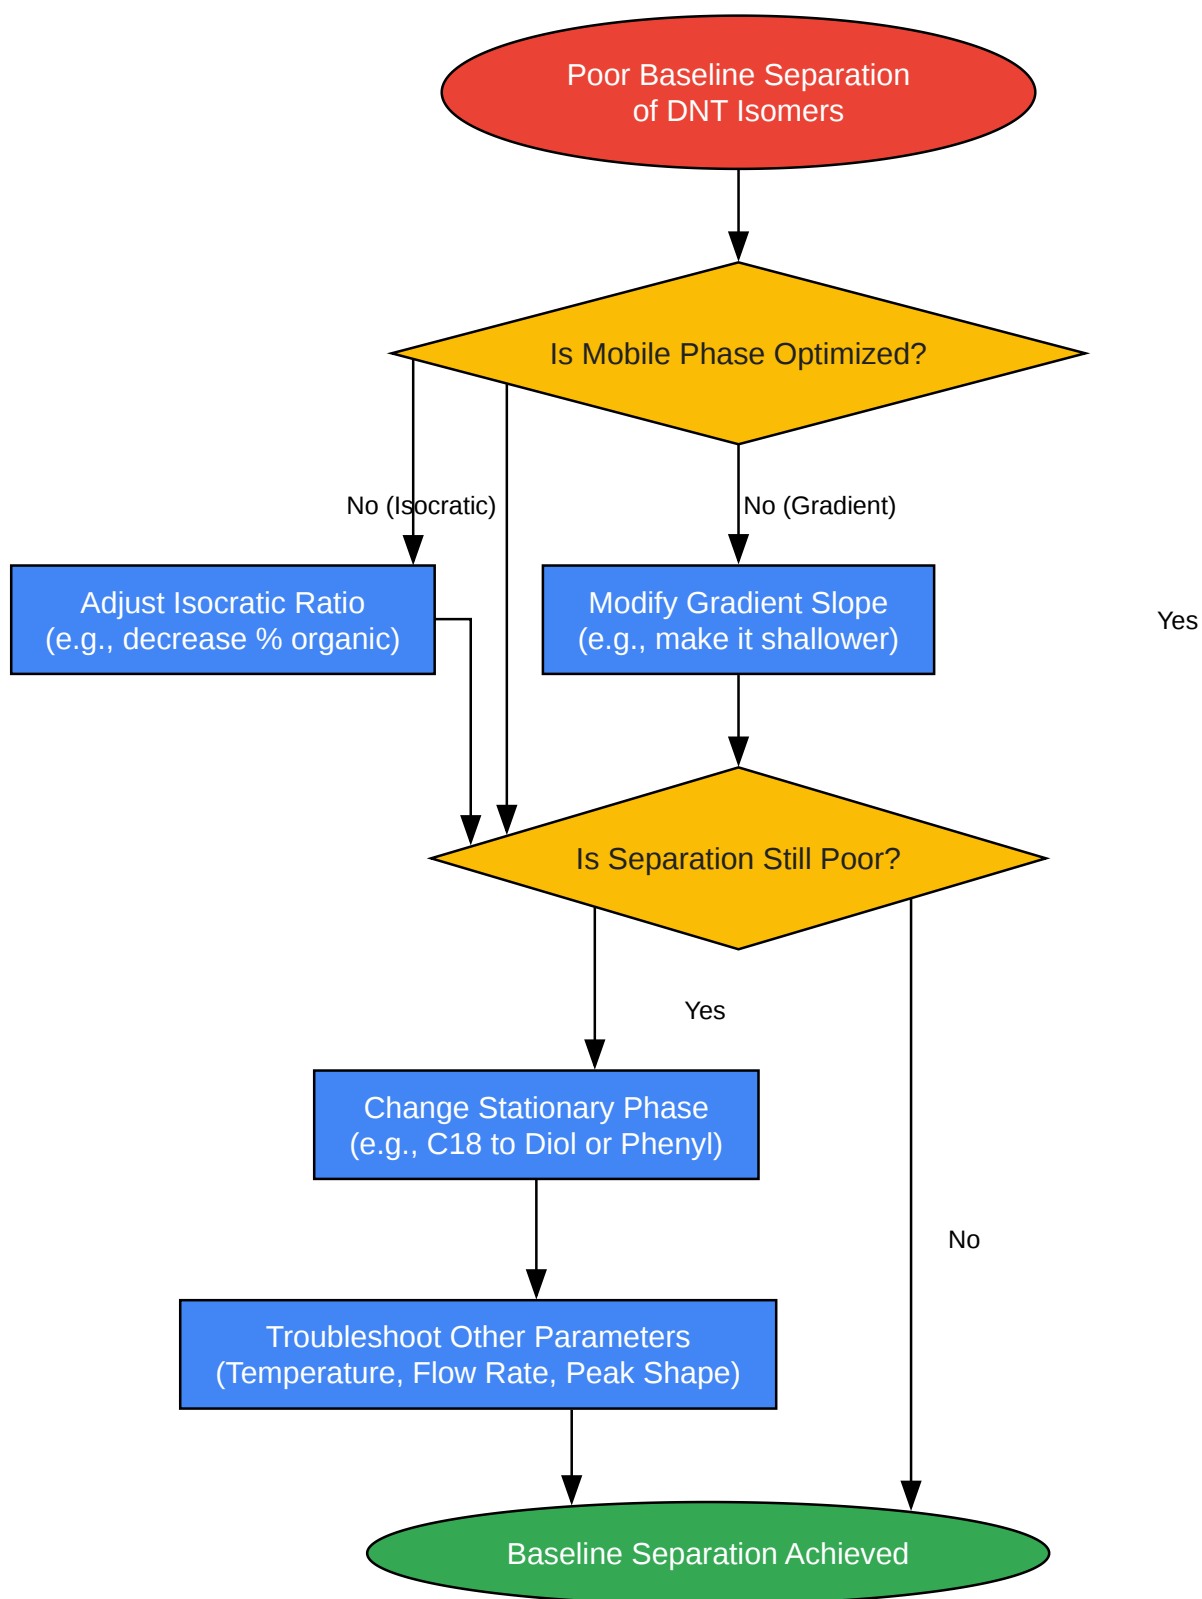 Poor Baseline Separation
of DNT Isomers
Is Mobile Phase Optimized?
No (Isocratic)
No (Gradient)
Adjust Isocratic Ratio
(e.g., decrease % organic)
Modify Gradient Slope
(e.g., make it shallower)
Yes
Is Separation Still Poor?
Yes
Change Stationary Phase
(e.g., C18 to Diol or Phenyl)
No
Troubleshoot Other Parameters
(Temperature, Flow Rate, Peak Shape)
Baseline Separation Achieved